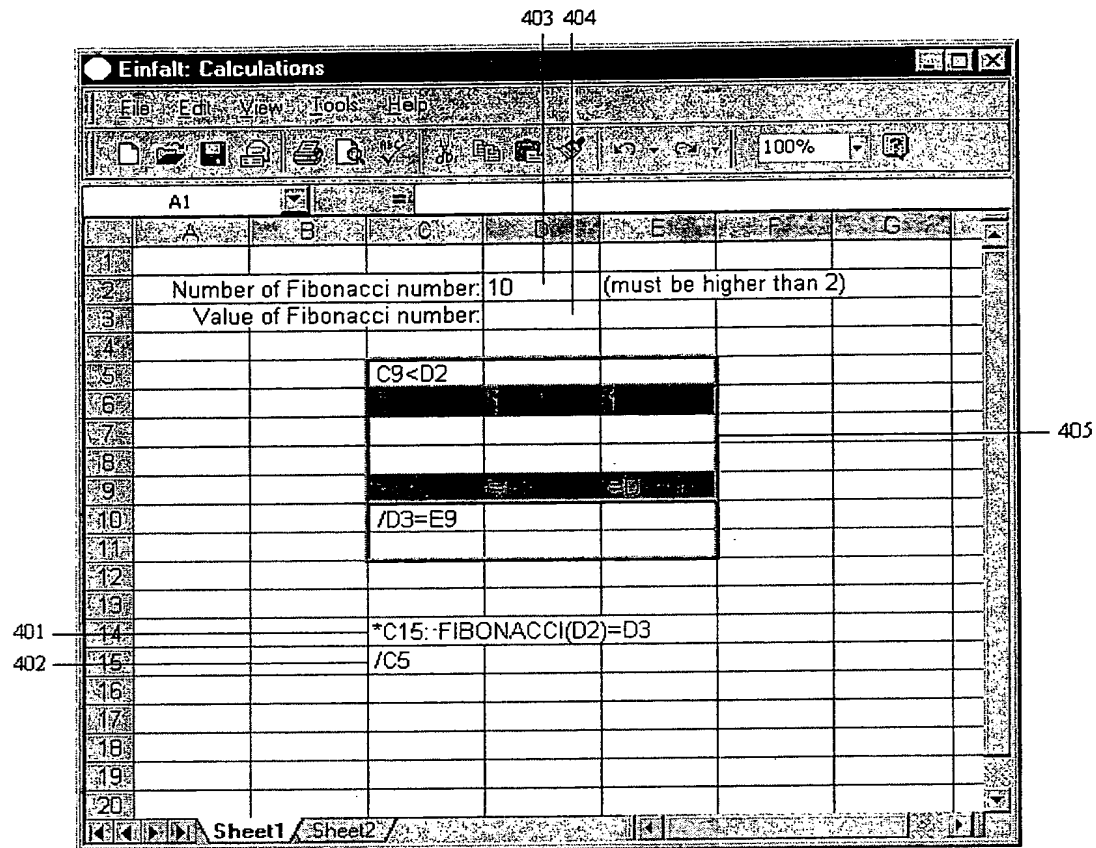 403 404
Einfalt: Calculations
File Edit View Tools Help
100%
A1 =
A B C D E F G
1
2 Number of Fibonacci number: 10 (must be higher than 2)
3 Value of Fibonacci number:
4
5 C9<D2
6
7
405
8
9
10 /D3=E9
11
12
13
401 14 *C15::FIBONACCI(D2)=D3
402 15 /C5
16
17
18
19
20
Sheet1 Sheet2